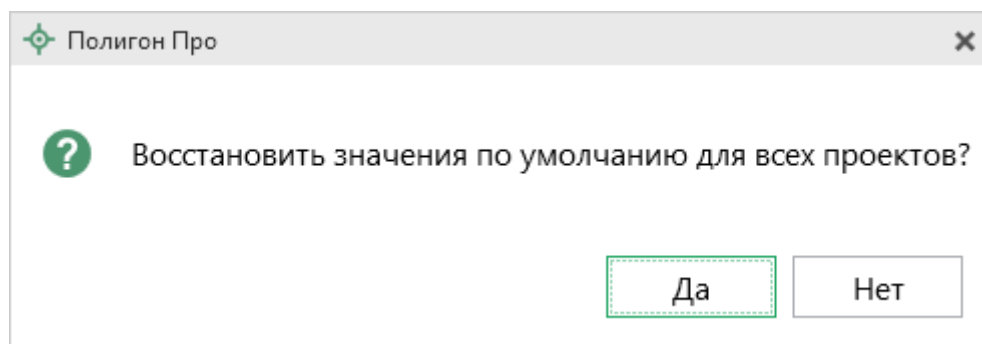 Полигон Про
Восстановить значения по умолчанию для всех проектов?
Да
Нет